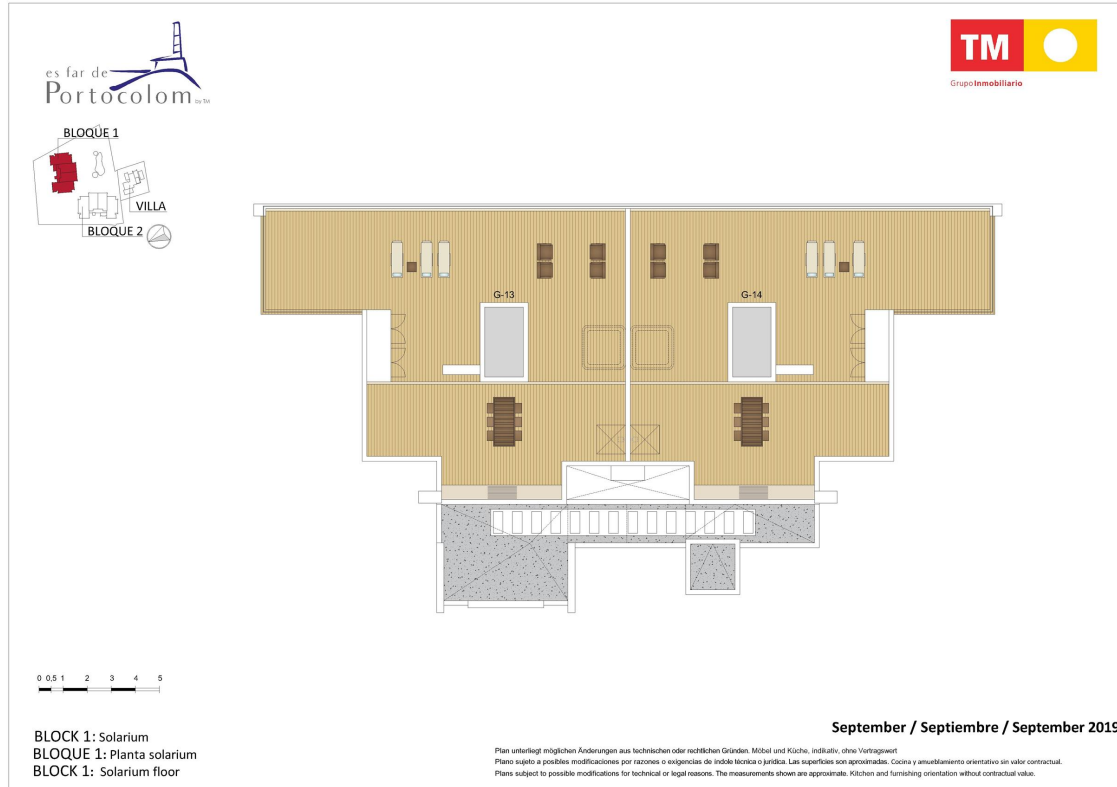 es far de
Portocolom by TM
TM
GrupoInmobiliario
BLOQUE 1
VILLA
BLOQUE 2
G-13
G-14
0 0,5 1 2 3 4 5
September / Septiembre / September 2019
BLOCK 1: Solarium
BLOQUE 1: Planta solarium
BLOCK 1: Solarium floor
Plan unterliegt möglichen Änderungen aus technischen oder rechtlichen Gründen. Möbel und Küche, indikativ, ohne Vertragswert
Plano sujeto a posibles modificaciones por razones o exigencias de índole técnica o jurídica. Las superficies son aproximadas. Cocina y amueblamiento orientativo sin valor contractual.
Plans subject to possible modifications for technical or legal reasons. The measurements shown are approximate. Kitchen and furnishing orientation without contractual value.